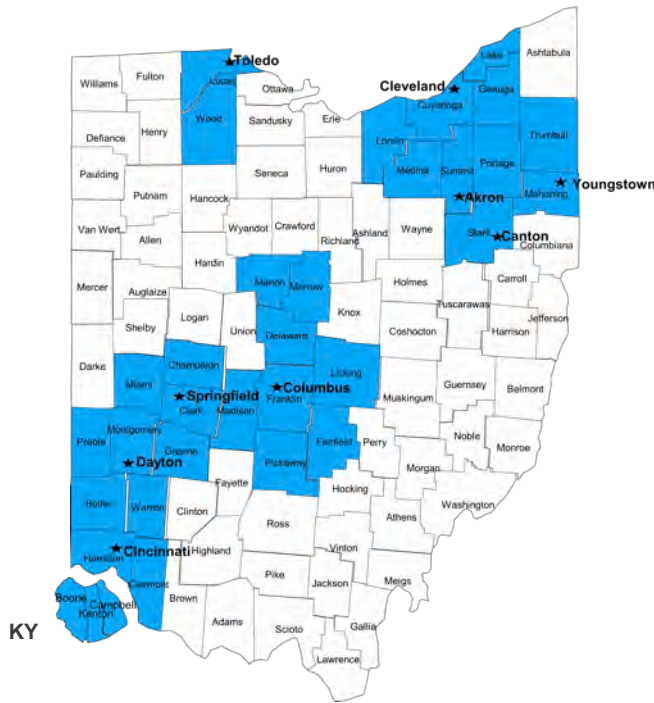 Toledo
Ashtabula
Lake
Williams
Fulton
Lucas
Ottawa
Cleveland
Geauga
Cuyahoga
Wood
Sandusky
Erie
Lorain
Trumbull
Defiance
Henry
Medina
Summit
Portage
Paulding
Seneca
Huron
Mahoning
Youngstown
Putnam
Hancock
Akron
Van Wert
Wyandot
Crawford
Richland
Ashland
Wayne
Stark
Canton
Columbiana
Allen
Hardin
Mercer
Auglaize
Marion
Morrow
Holmes
Carroll
Tuscarawas
Logan
Union
Knox
Jefferson
Shelby
Delaware
Coshocton
Harrison
Darke
Champaign
Licking
Miami
Guernsey
Belmont
Springfield
Columbus
Muskingum
Clark
Madison
Franklin
Preble
Montgomery
Greene
Fairfield
Perry
Noble
Monroe
Dayton
Pickaway
Morgan
Fayette
Hocking
Washington
Butler
Warren
Clinton
Ross
Athens
Hamilton
Cincinnati
Highland
Vinton
Clermont
Pike
Jackson
Meigs
Boone
Campbell
Kenton
Brown
Adams
Scioto
Gallia
KY
Lawrence